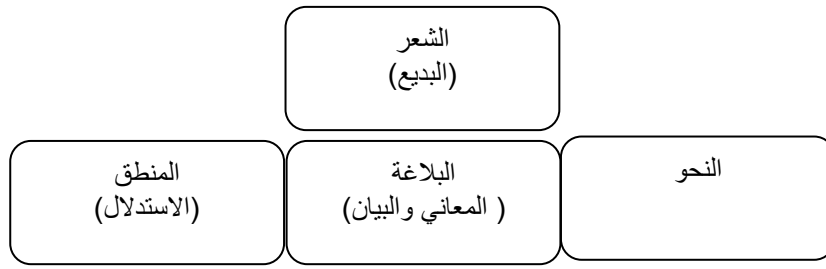 الشعر
(البديع)
النحو
البلاغة
( المعاني والبيان)
المنطق
(الاستدلال)